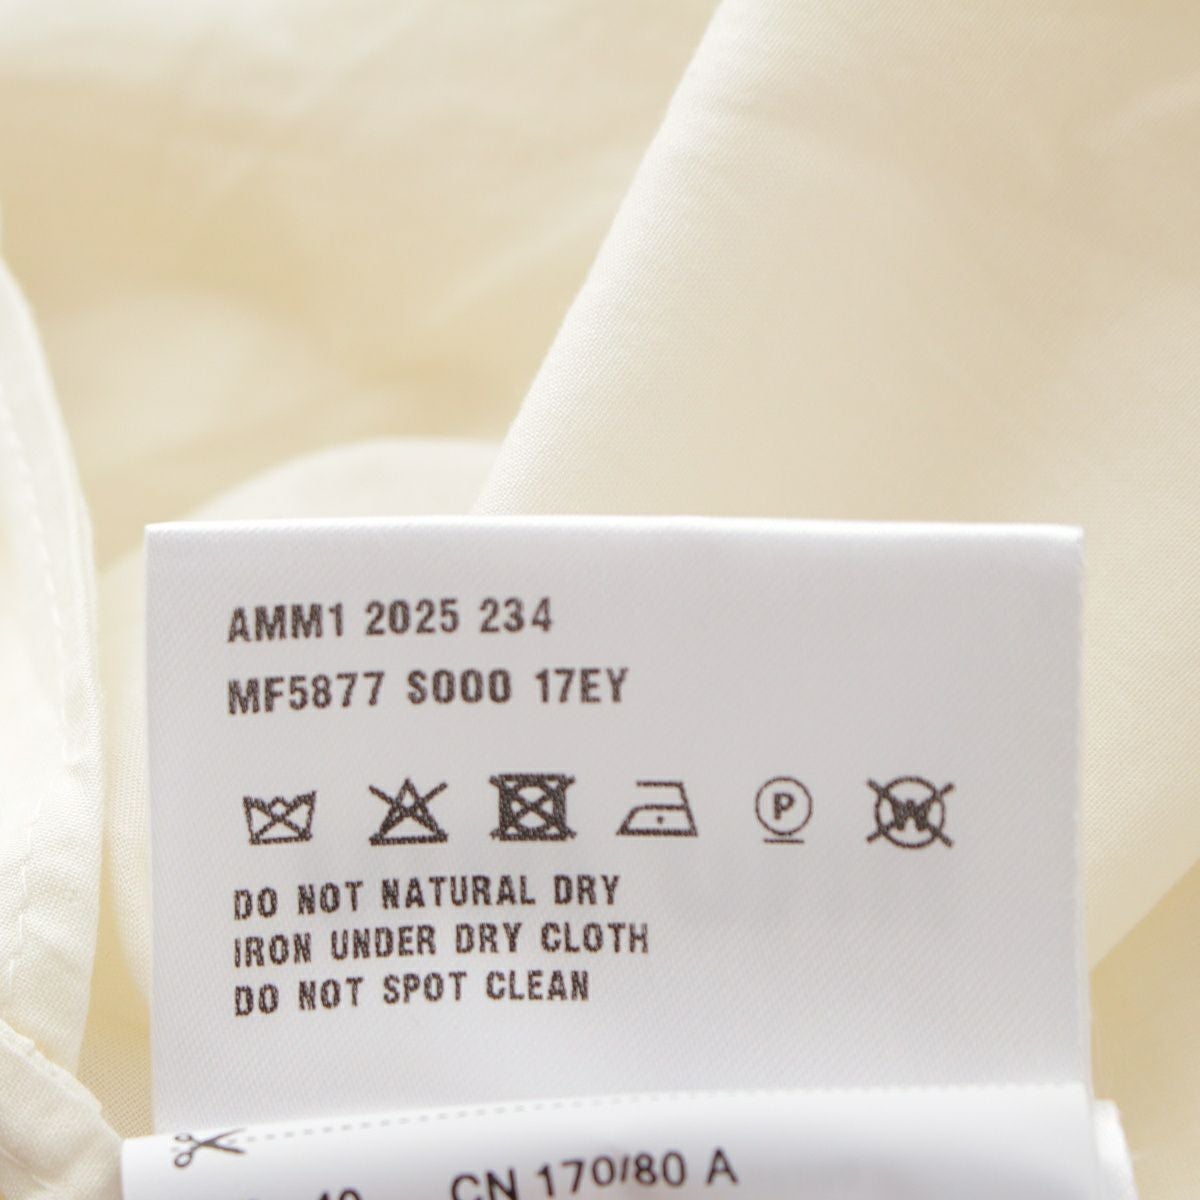 AMM1 2025 234
MF5877 S000 17EY
P
W
DO NOT NATURAL DRY
IRON UNDER DRY CLOTH
DO NOT SPOT CLEAN
40 CN 170/80 A